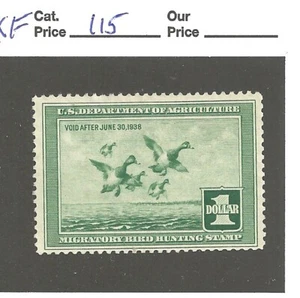 XF Cat. Price 115 Our Price
U.S. DEPARTMENT OF AGRICULTURE
VOID AFTER JUNE 30, 1938
1
DOLLAR
MIGRATORY BIRD HUNTING STAMP